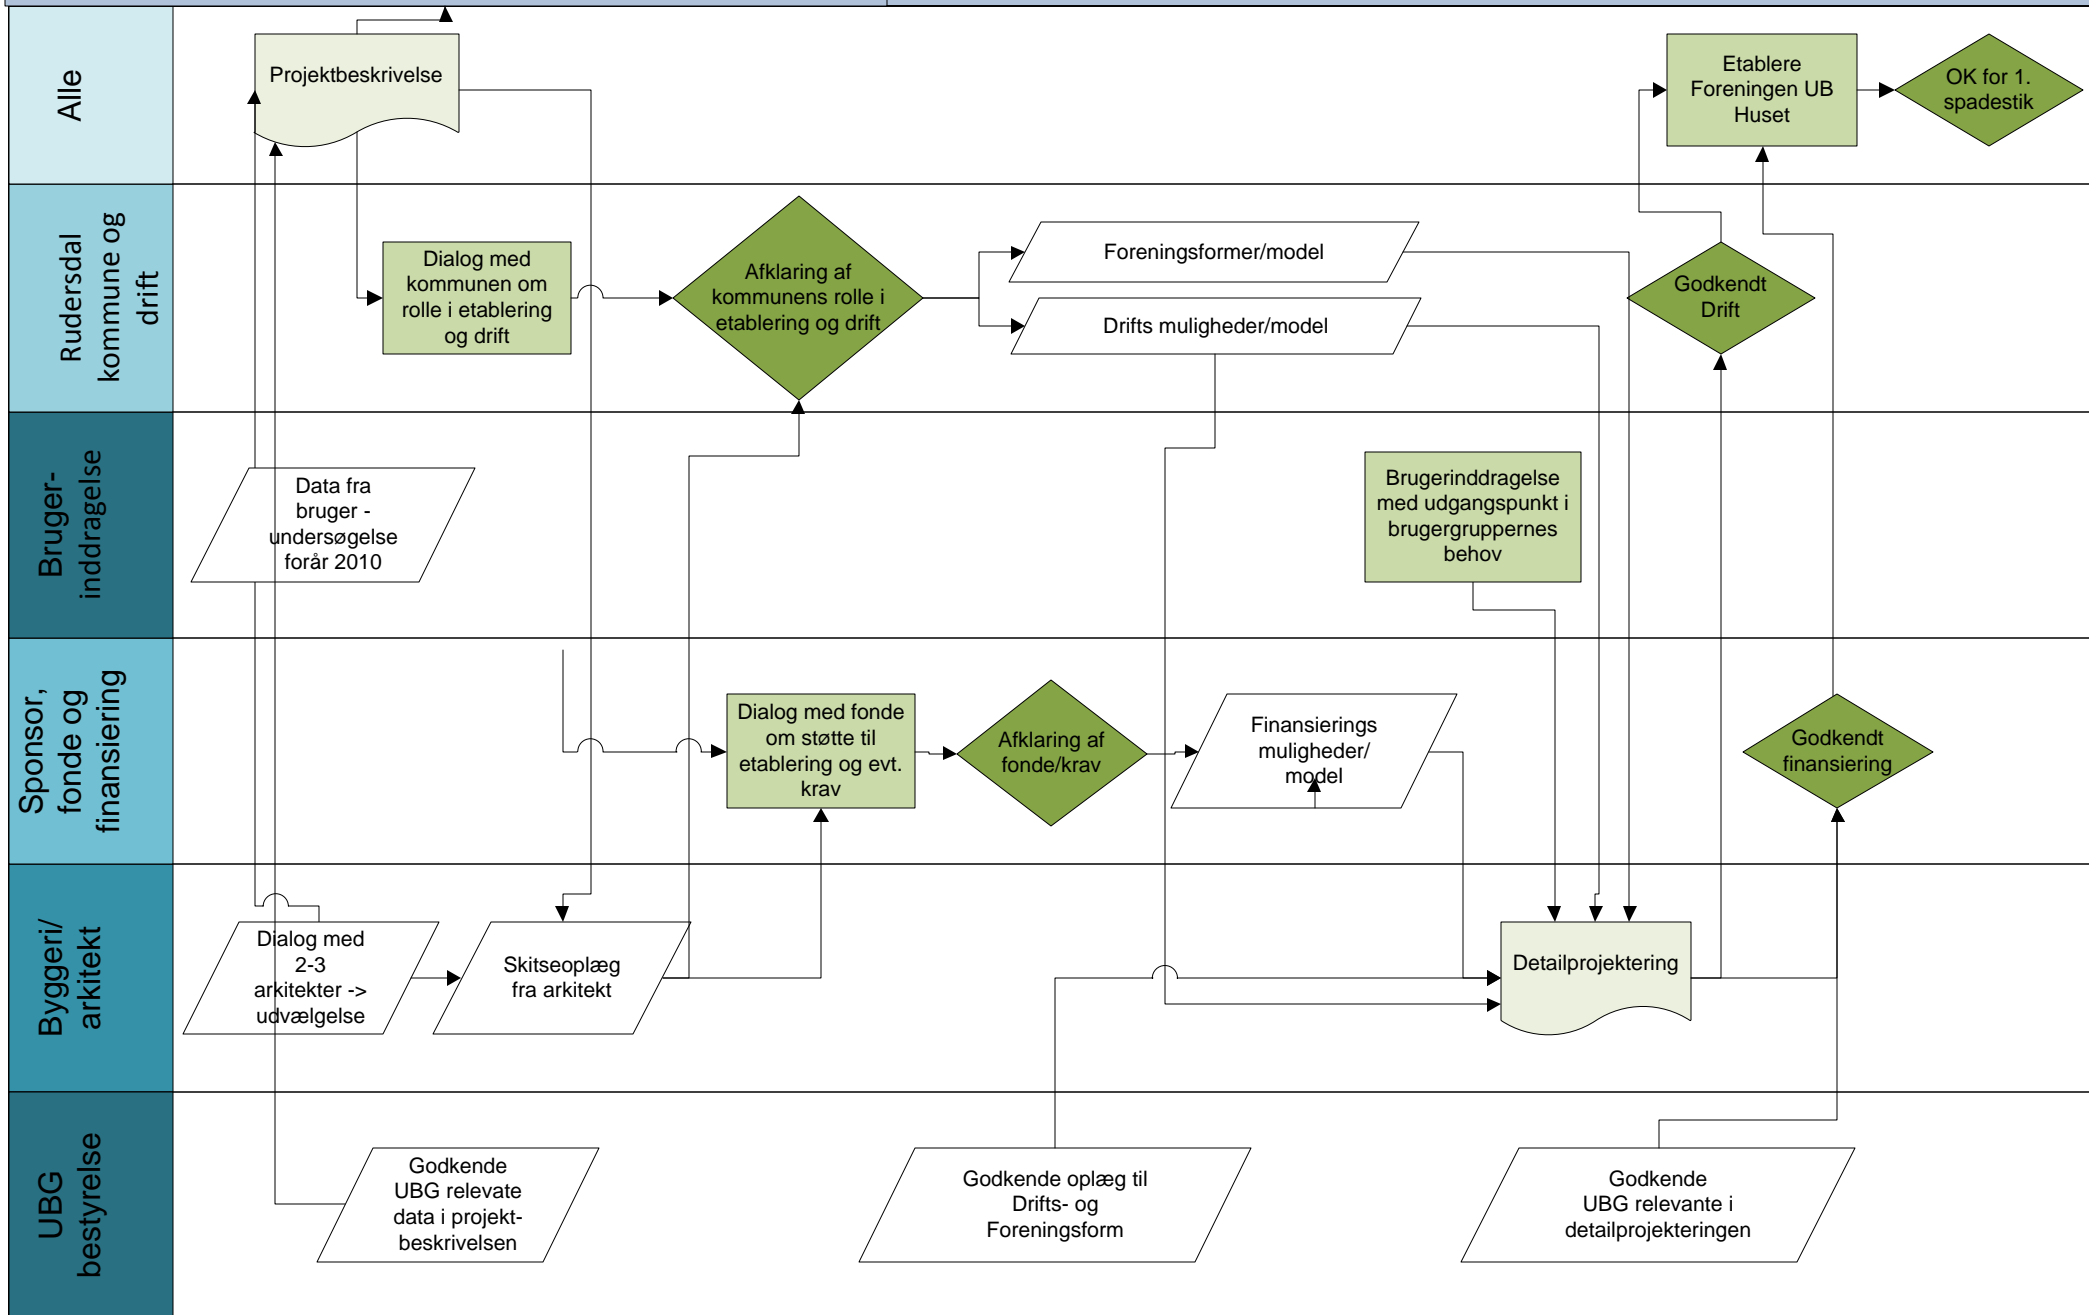 Alle
Projektbeskrivelse
Etablere
Foreningen UB
Huset
OK for 1.
spadestik
Rudersdal
kommune og
drift
Dialog med
kommunen om
rolle i etablering
og drift
Afklaring af
kommunens rolle i
etablering og drift
Foreningsformer/model
Drifts muligheder/model
Godkendt
Drift
Bruger-
inddragelse
Data fra
bruger -
undersøgelse
forår 2010
Brugerinddragelse
med udgangspunkt i
brugergruppernes
behov
Sponsor,
fonde og
finansiering
Dialog med fonde
om støtte til
etablering og evt.
krav
Afklaring af
fonde/krav
Finansierings
muligheder/
model
Godkendt
finansiering
Byggeri/
arkitekt
Dialog med
2-3
arkitekter ->
udvælgelse
Skitseoplæg
fra arkitekt
Detailprojektering
UBG
bestyrelse
Godkende
UBG relevate
data i projekt-
beskrivelsen
Godkende oplæg til
Drifts- og
Foreningsform
Godkende
UBG relevante i
detailprojekteringen